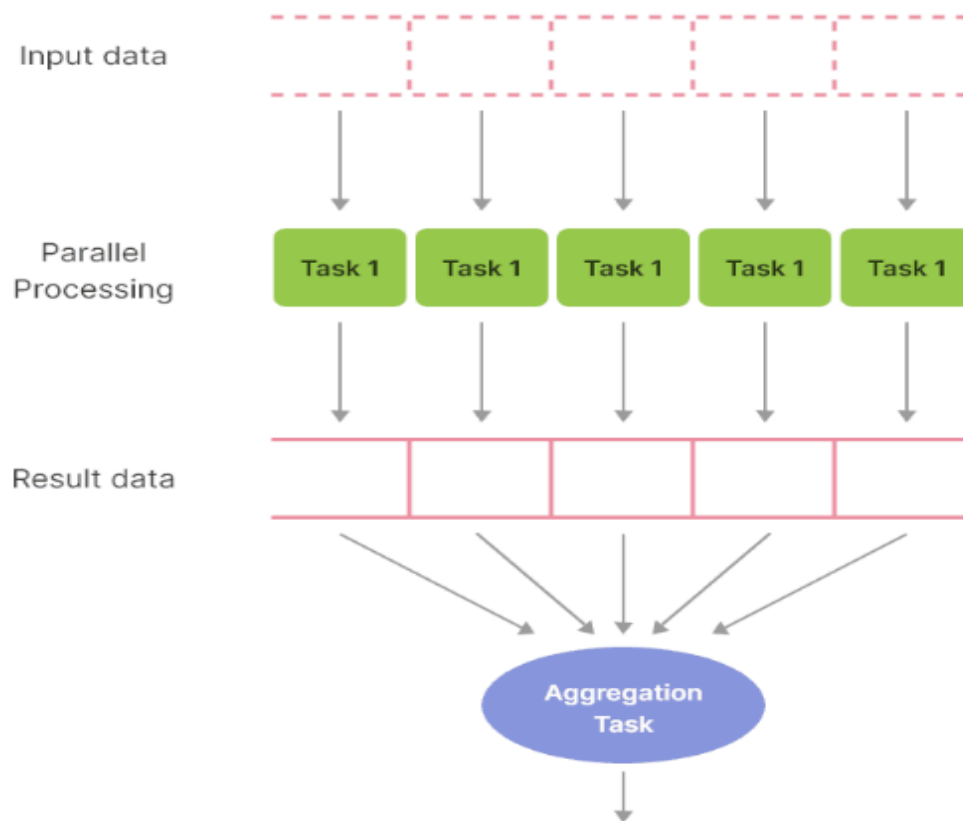 Input data
Parallel
Processing
Task 1
Task 1
Task 1
Task 1
Task 1
Result data
Aggregation
Task